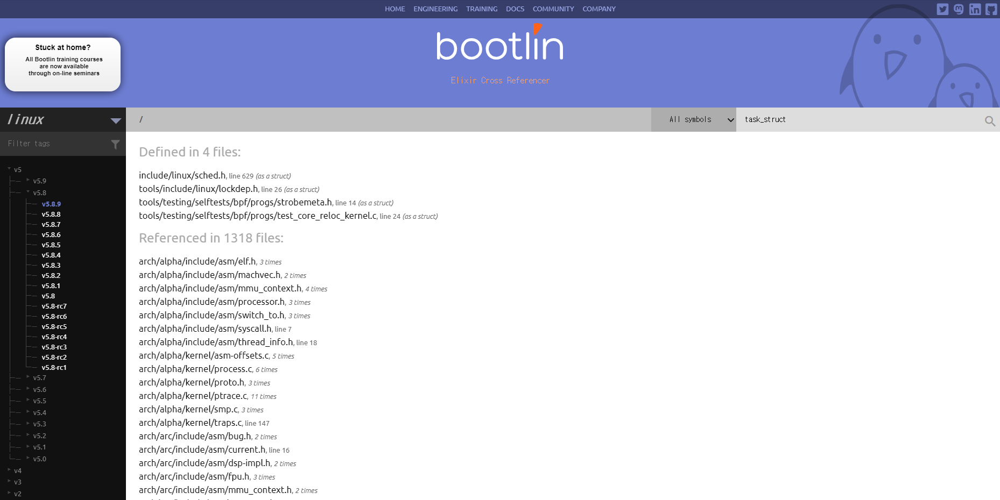 HOME ENGINEERING TRAINING DOCS COMMUNITY COMPANY
Stuck at home?
All Bootlin training courses
are now available
through on-line seminars
bootlin
Elixir Cross Referencer
linux
/
All symbols
task_struct
Filter tags
v5
v5.9
v5.8
v5.8.9
v5.8.8
v5.8.7
v5.8.6
v5.8.5
v5.8.4
v5.8.3
v5.8.2
v5.8.1
v5.8
v5.8-rc7
v5.8-rc6
v5.8-rc5
v5.8-rc4
v5.8-rc3
v5.8-rc2
v5.8-rc1
v5.7
v5.6
v5.5
v5.4
v5.3
v5.2
v5.1
v5.0
v4
v3
v2
Defined in 4 files:
include/linux/sched.h, line 629 (as a struct)
tools/include/linux/lockdep.h, line 26 (as a struct)
tools/testing/selftests/bpf/progs/strobemeta.h, line 14 (as a struct)
tools/testing/selftests/bpf/progs/test_core_reloc_kernel.c, line 24 (as a struct)
Referenced in 1318 files:
arch/alpha/include/asm/elf.h, 3 times
arch/alpha/include/asm/machvec.h, 2 times
arch/alpha/include/asm/mmu_context.h, 4 times
arch/alpha/include/asm/processor.h, 3 times
arch/alpha/include/asm/switch_to.h, 3 times
arch/alpha/include/asm/syscall.h, line 7
arch/alpha/include/asm/thread_info.h, line 18
arch/alpha/kernel/asm-offsets.c, 5 times
arch/alpha/kernel/process.c, 6 times
arch/alpha/kernel/proto.h, 3 times
arch/alpha/kernel/ptrace.c, 11 times
arch/alpha/kernel/smp.c, 3 times
arch/alpha/kernel/traps.c, line 147
arch/arc/include/asm/bug.h, 2 times
arch/arc/include/asm/current.h, line 16
arch/arc/include/asm/dsp-impl.h, 2 times
arch/arc/include/asm/fpu.h, 3 times
arch/arc/include/asm/mmu_context.h, 2 times